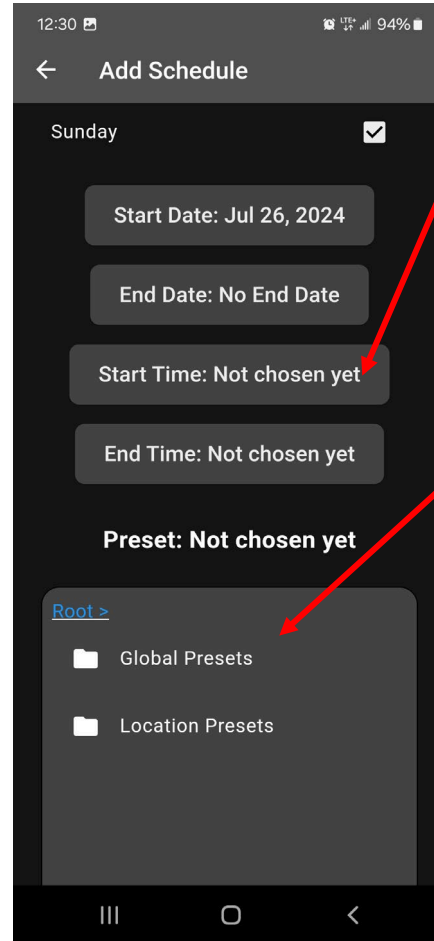 12:30 LTE+ 94%
Add Schedule
Sunday
Start Date: Jul 26, 2024
End Date: No End Date
Start Time: Not chosen yet
End Time: Not chosen yet
Preset: Not chosen yet
Root >
Global Presets
Location Presets